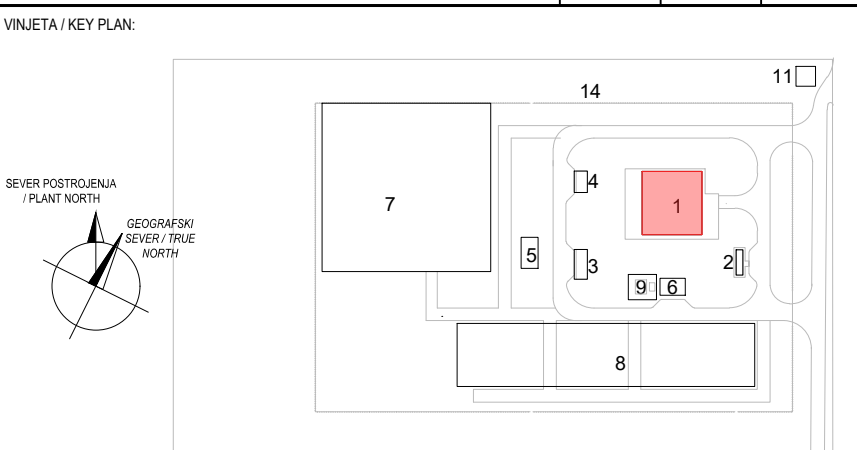 VINJETA / KEY PLAN:
11
14
SEVER POSTROJENJA
/ PLANT NORTH
GEOGRAFSKI
SEVER / TRUE
NORTH
7
4
1
5
3
2
9
6
8